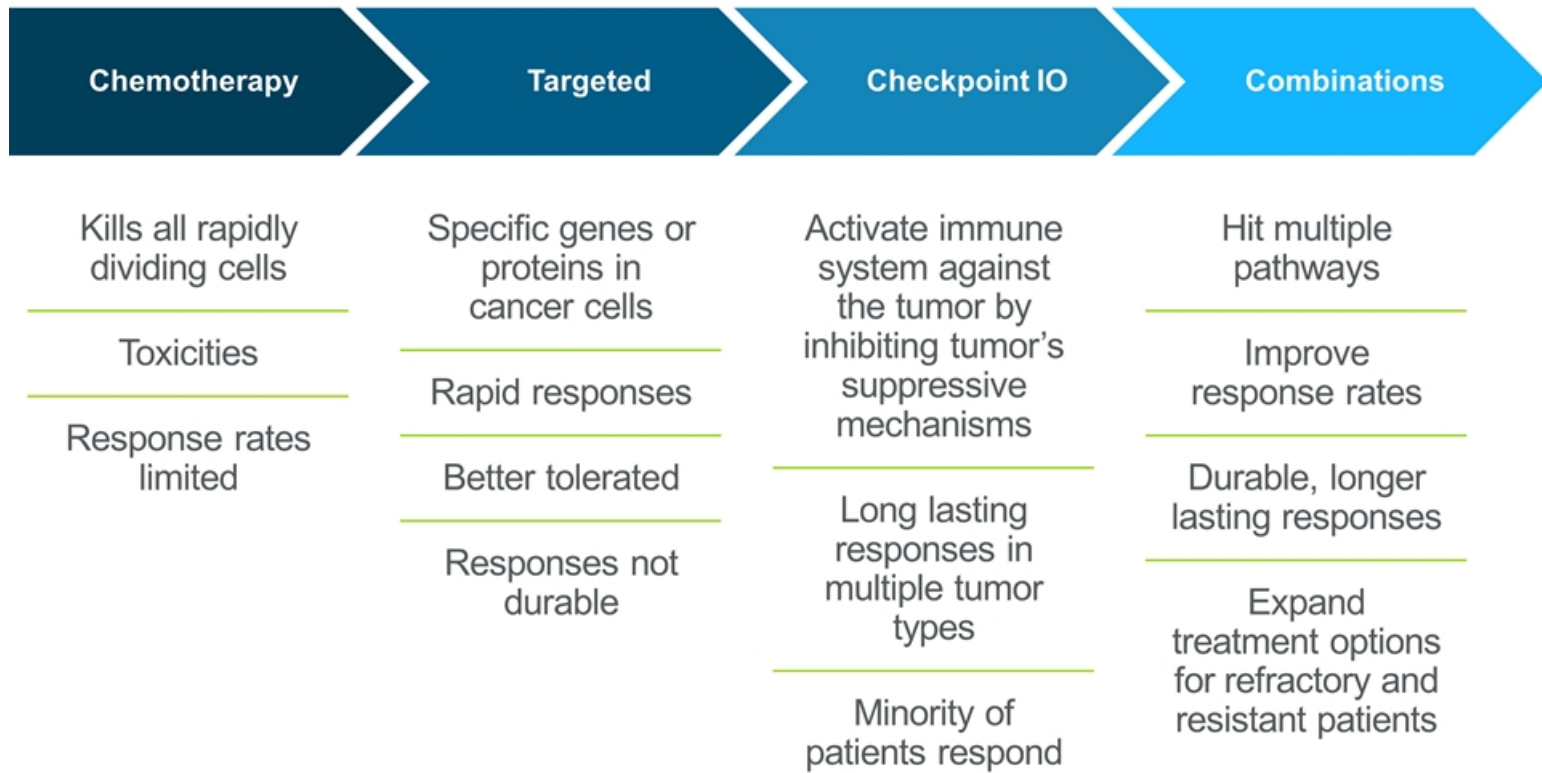 Chemotherapy
Targeted
Checkpoint IO
Combinations
Kills all rapidly
dividing cells
Toxicities
Response rates
limited
Specific genes or
proteins in
cancer cells
Rapid responses
Better tolerated
Responses not
durable
Activate immune
system against
the tumor by
inhibiting tumor’s
suppressive
mechanisms
Long lasting
responses in
multiple tumor
types
Minority of
patients respond
Hit multiple
pathways
Improve
response rates
Durable, longer
lasting responses
Expand
treatment options
for refractory and
resistant patients